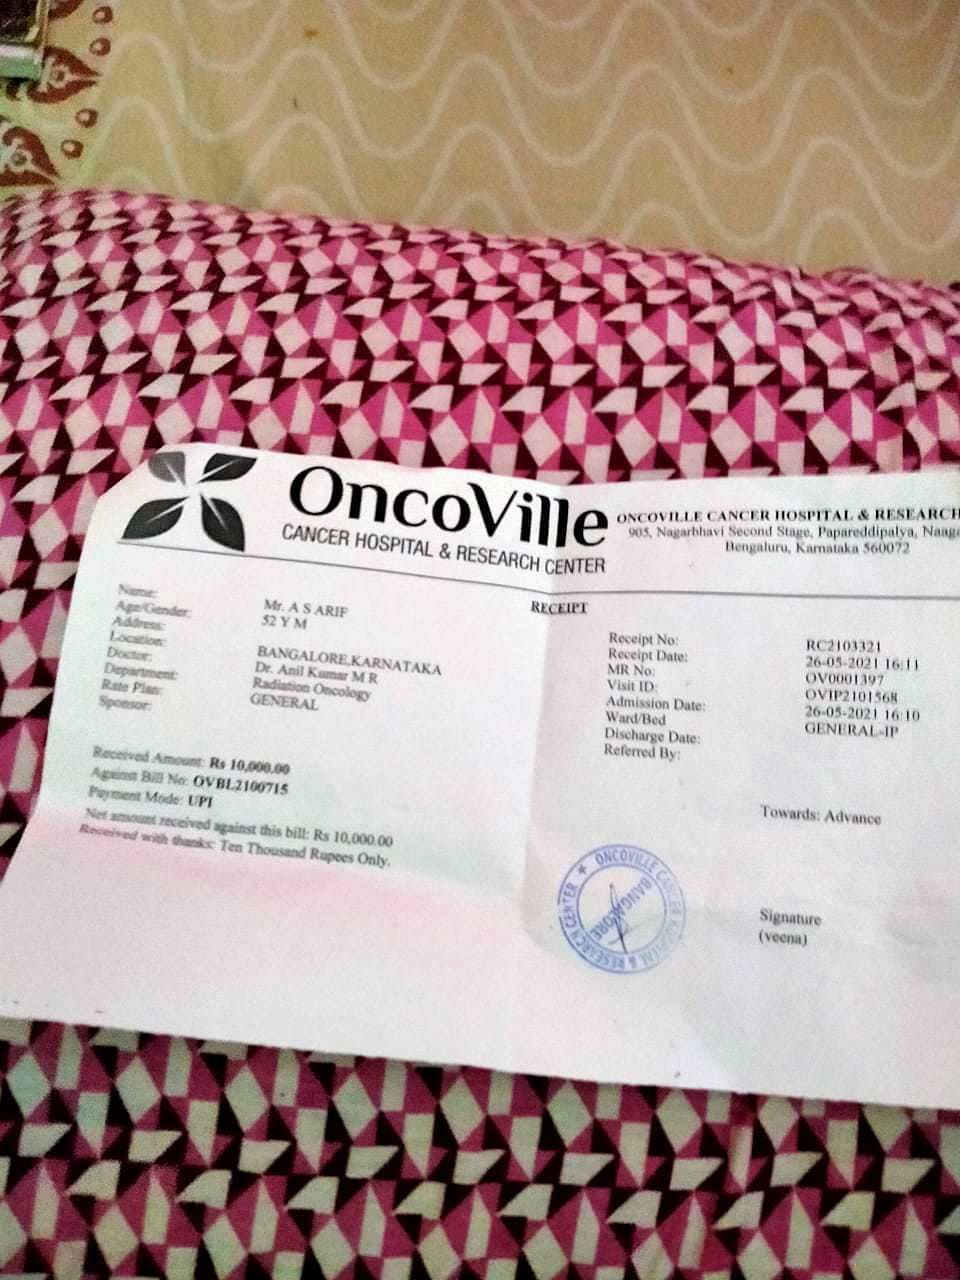 OncoVille
CANCER HOSPITAL & RESEARCH CENTER
ONCOVILLE CANCER HOSPITAL & RESEARCH
905, Nagarbhavi Second Stage, Papareddipalya,
Bengaluru, Karnataka 560072
RECEIPT
Name: Mr. A S ARIF
Age/Gender: 52 Y M
Address:
Location: BANGALORE,KARNATAKA
Doctor: Dr. Anil Kumar M R
Department: Radiation Oncology
Rate Plan: GENERAL
Sponsor:
Receipt No: RC2103321
Receipt Date: 26-05-2021 16:11
MR No: OV0001397
Visit ID: OVIP2101568
Admission Date: 26-05-2021 16:10
Ward/Bed GENERAL-IP
Discharge Date:
Referred By:
Received Amount: Rs 10,000.00
Against Bill No: OVBL2100715
Payment Mode: UPI
Net amount received against this bill: Rs 10,000.00
Received with thanks: Ten Thousand Rupees Only.
Towards: Advance
ONCOVILLE CANCER HOSPITAL & RESEARCH CENTER ★
BANGALORE
Signature
(veena)